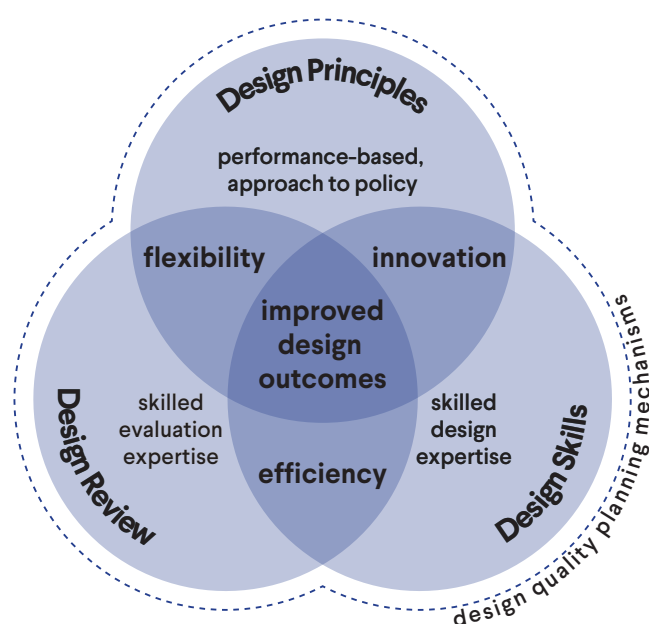 Design Principles
performance-based,
approach to policy
flexibility
innovation
improved
design
outcomes
skilled
evaluation
expertise
skilled
design
expertise
Design Review
efficiency
Design Skills
design quality planning mechanisms